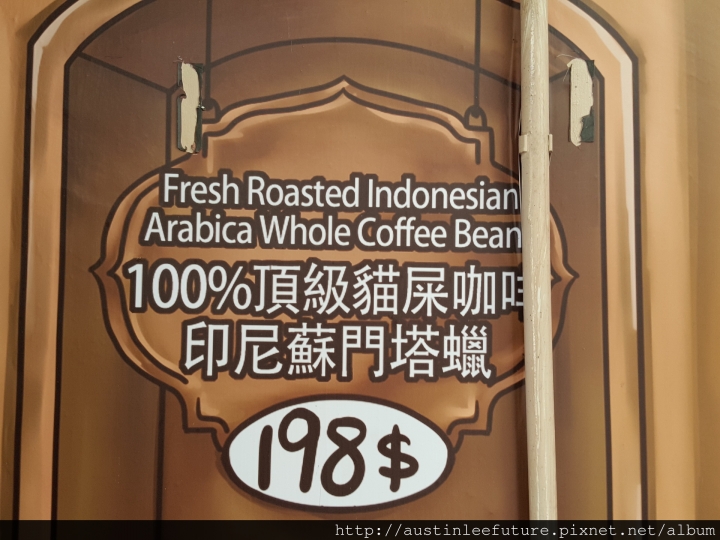 Fresh Roasted Indonesian
Arabica Whole Coffee Bean
100%頂級貓屎咖
印尼蘇門塔蠟
198$
http://austinleefuture.pixnet.net/album